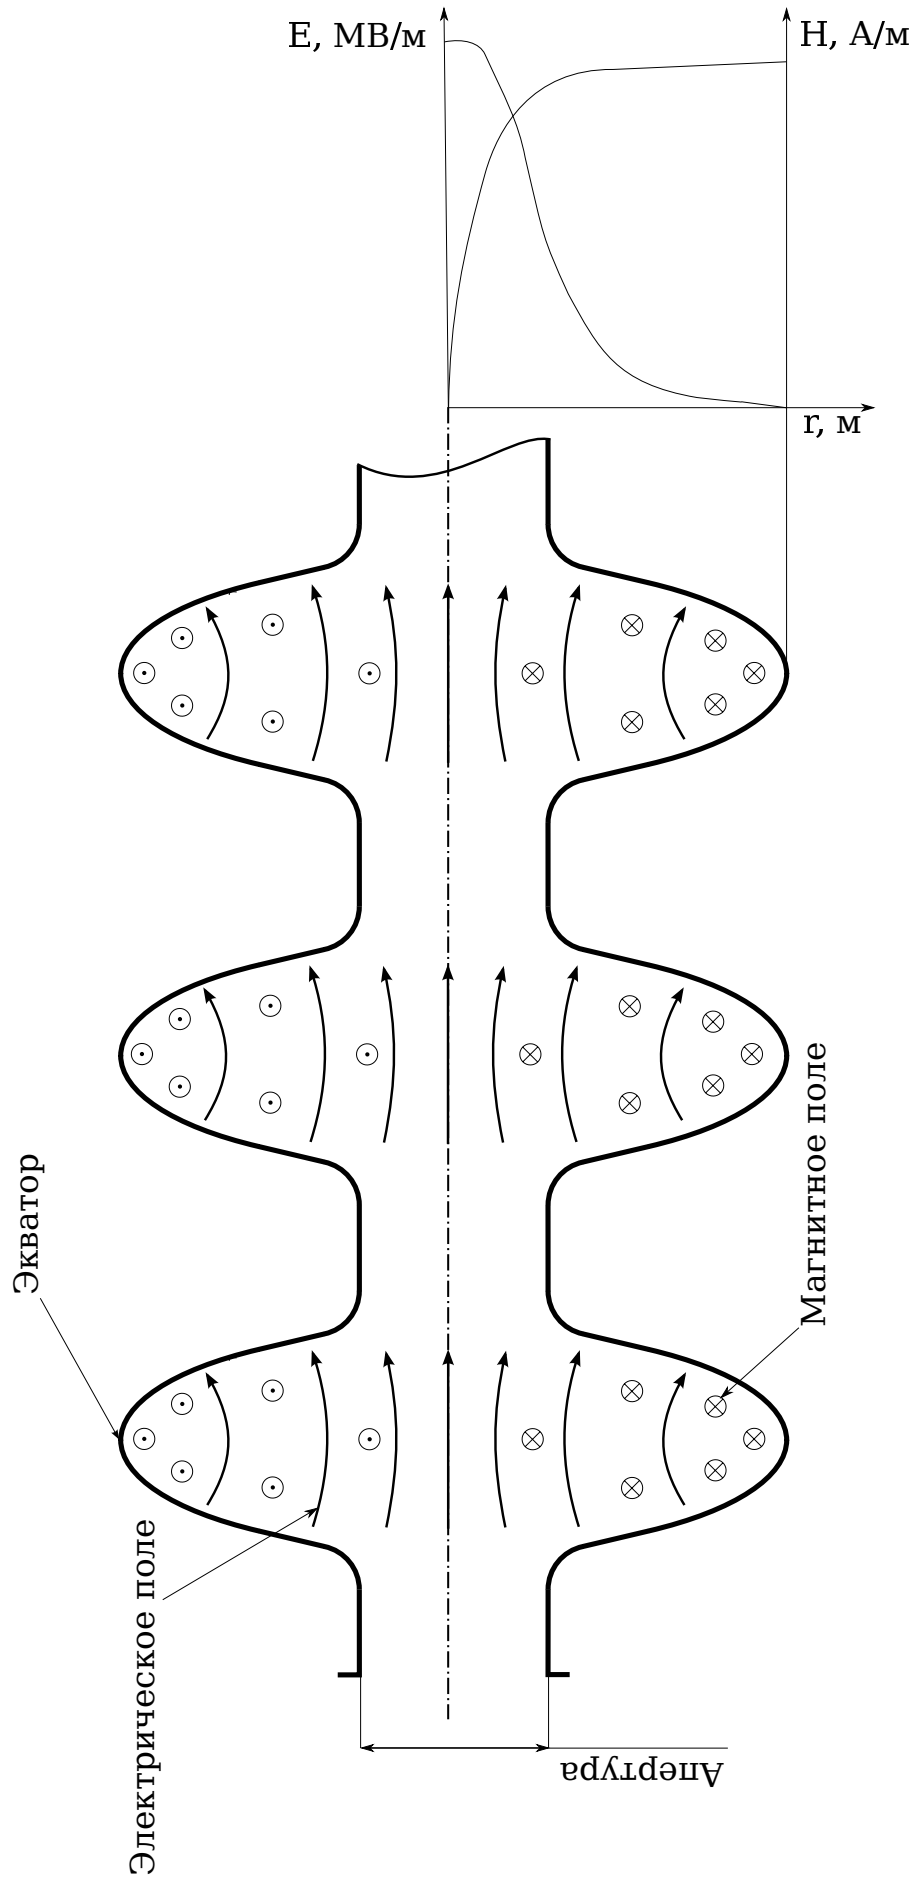 E, МВ/м
H, А/м
r, м
Экватор
Магнитное поле
Электрическое поле
Апертура